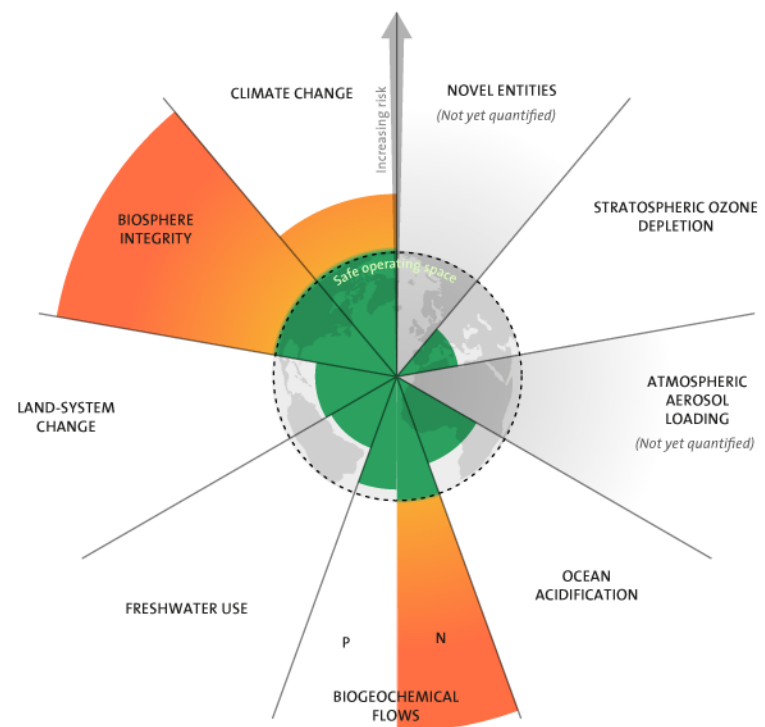 CLIMATE CHANGE
NOVEL ENTITIES
(Not yet quantified)
Increasing risk
STRATOSPHERIC OZONE
DEPLETION
BIOSPHERE
INTEGRITY
Safe operating space
ATMOSPHERIC
AEROSOL
LOADING
(Not yet quantified)
LAND-SYSTEM
CHANGE
OCEAN
ACIDIFICATION
FRESHWATER USE
P
N
BIOGEOCHEMICAL
FLOWS